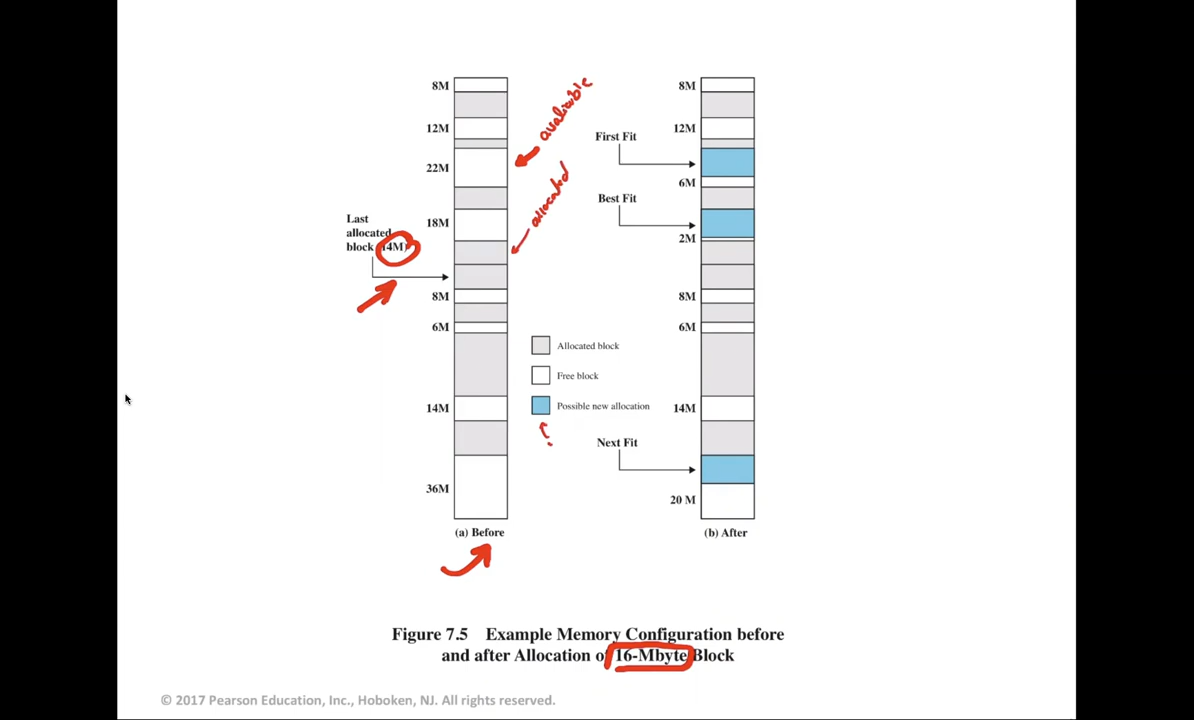 8M
12M
22M
18M
Last
allocated
block (14M)
8M
6M
14M
36M
(a) Before
avaliable
allocated
Allocated block
Free block
Possible new allocation
First Fit
Best Fit
Next Fit
8M
12M
6M
2M
8M
6M
14M
20 M
(b) After
Figure 7.5 Example Memory Configuration before
and after Allocation of 16-Mbyte Block
© 2017 Pearson Education, Inc., Hoboken, NJ. All rights reserved.